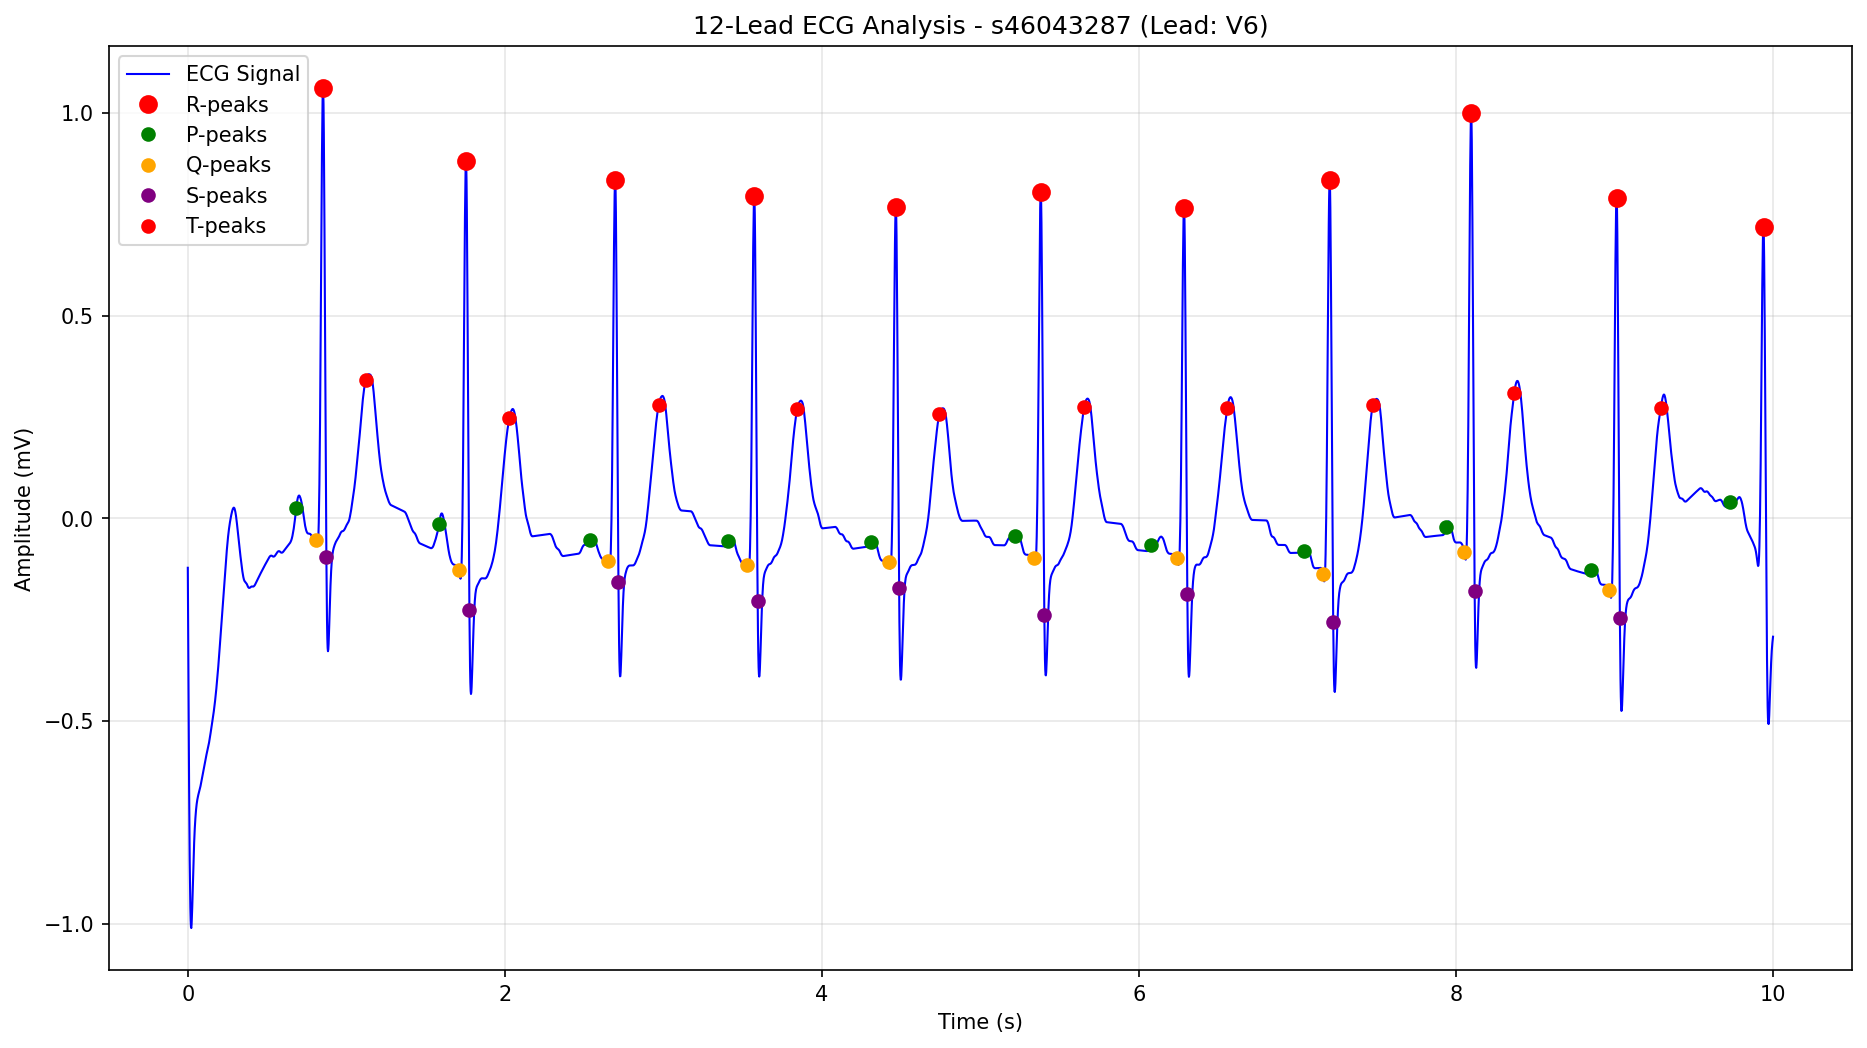 12-Lead ECG Analysis - s46043287 (Lead: V6)
ECG Signal
R-peaks
P-peaks
Q-peaks
S-peaks
T-peaks
Amplitude (mV)
1.0
0.5
0.0
−0.5
−1.0
0 2 4 6 8 10
Time (s)